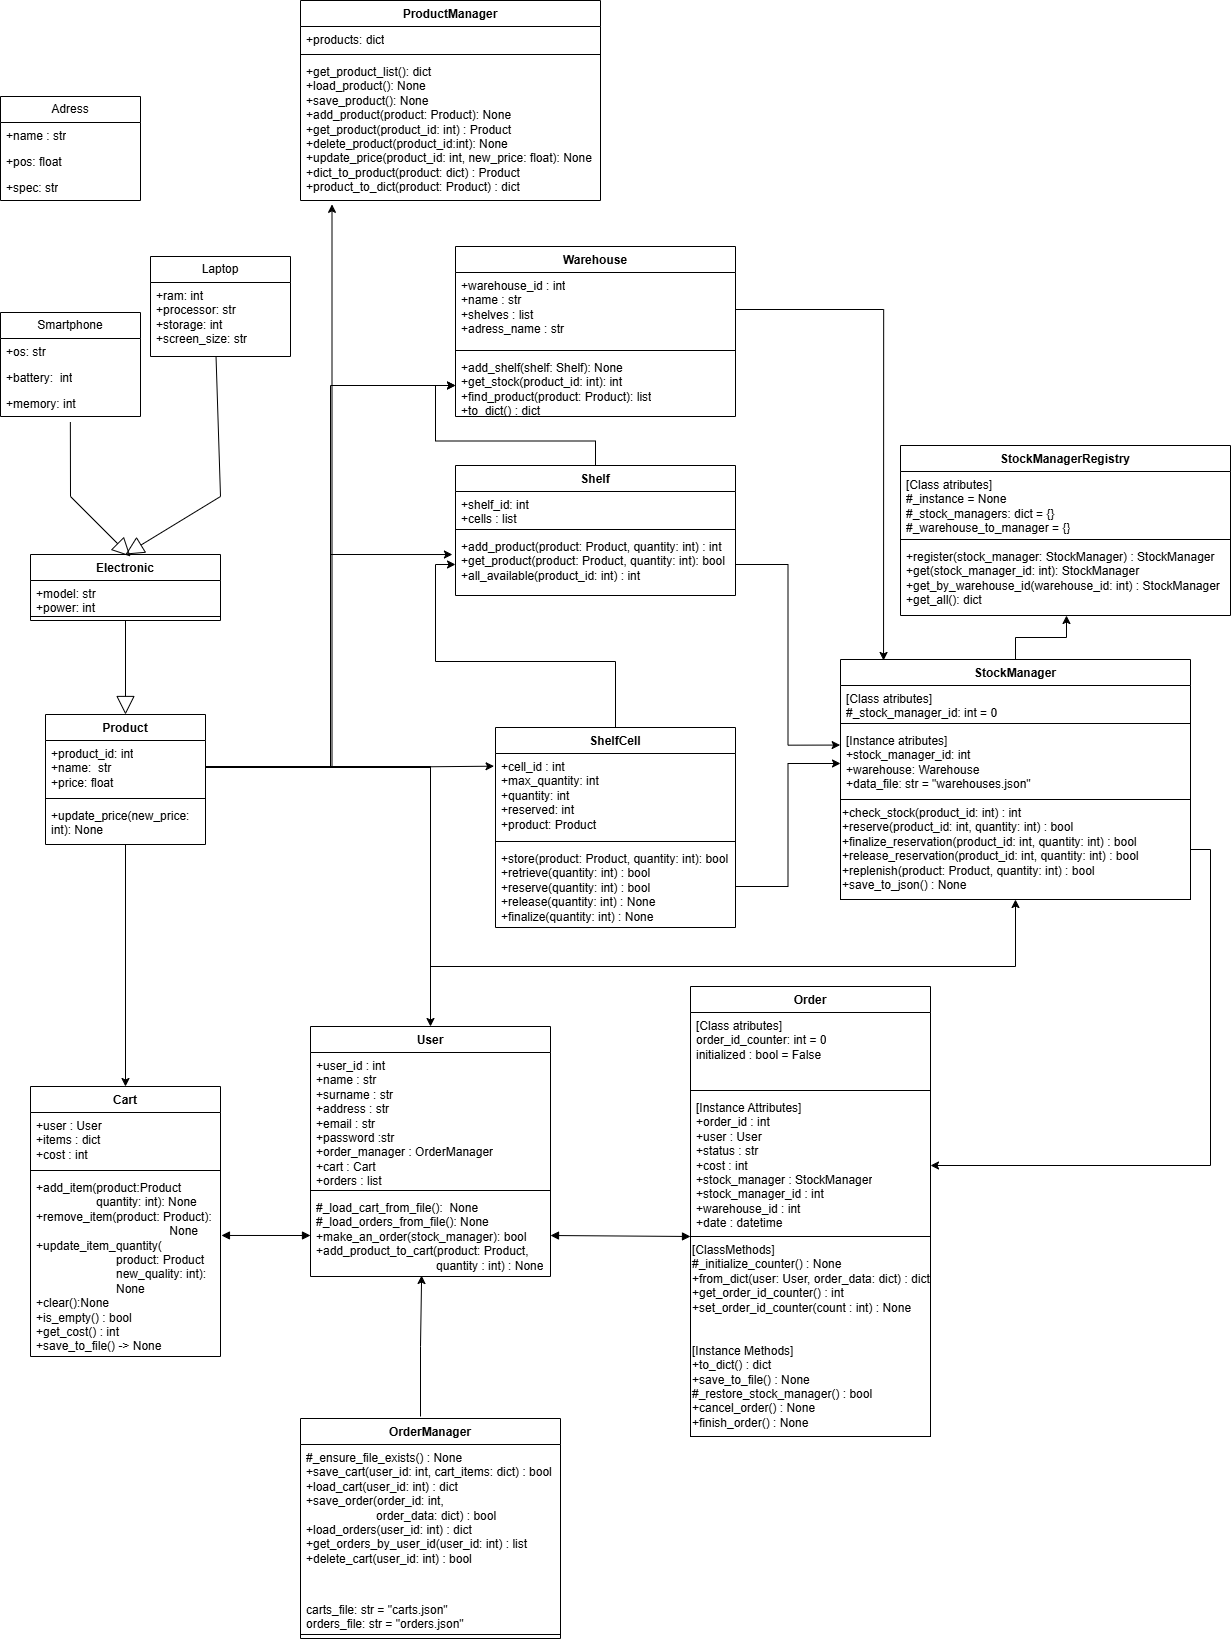 ProductManager
+products: dict
+get_product_list(): dict
+load_product(): None
+save_product(): None
+add_product(product: Product): None
+get_product(product_id: int) : Product
+delete_product(product_id:int): None
+update_price(product_id: int, new_price: float): None
+dict_to_product(product: dict) : Product
+product_to_dict(product: Product) : dict
Adress
+name : str
+pos: float
+spec: str
Laptop
+ram: int
+processor: str
+storage: int
+screen_size: str
Smartphone
+os: str
+battery:  int
+memory: int
Warehouse
+warehouse_id : int
+name : str
+shelves : list
+adress_name : str
+add_shelf(shelf: Shelf): None
+get_stock(product_id: int): int
+find_product(product: Product): list
+to_dict() : dict
Shelf
+shelf_id: int
+cells : list
+add_product(product: Product, quantity: int) : int
+get_product(product: Product, quantity: int): bool
+all_available(product_id: int) : int
StockManagerRegistry
[Class atributes]
#_instance = None
#_stock_managers: dict = {}
#_warehouse_to_manager = {}
+register(stock_manager: StockManager) : StockManager
+get(stock_manager_id: int): StockManager
+get_by_warehouse_id(warehouse_id: int) : StockManager
+get_all(): dict
Electronic
+model: str
+power: int
StockManager
[Class atributes]
#_stock_manager_id: int = 0
[Instance atributes]
+stock_manager_id: int
+warehouse: Warehouse
+data_file: str = "warehouses.json"
+check_stock(product_id: int) : int
+reserve(product_id: int, quantity: int) : bool
+finalize_reservation(product_id: int, quantity: int) : bool
+release_reservation(product_id: int, quantity: int) : bool
+replenish(product: Product, quantity: int) : bool
+save_to_json() : None
Product
+product_id: int
+name:  str
+price: float
+update_price(new_price:
int): None
ShelfCell
+cell_id : int
+max_quantity: int
+quantity: int
+reserved: int
+product: Product
+store(product: Product, quantity: int): bool
+retrieve(quantity: int) : bool
+reserve(quantity: int) : bool
+release(quantity: int) : None
+finalize(quantity: int) : None
Order
[Class atributes]
order_id_counter: int = 0
initialized : bool = False
[Instance Attributes]
+order_id : int
+user : User
+status : str
+cost : int
+stock_manager : StockManager
+stock_manager_id : int
+warehouse_id : int
+date : datetime
[ClassMethods]
#_initialize_counter() : None
+from_dict(user: User, order_data: dict) : dict
+get_order_id_counter() : int
+set_order_id_counter(count : int) : None
[Instance Methods]
+to_dict() : dict
+save_to_file() : None
#_restore_stock_manager() : bool
+cancel_order() : None
+finish_order() : None
User
+user_id : int
+name : str
+surname : str
+address : str
+email : str
+password :str
+order_manager : OrderManager
+cart : Cart
+orders : list
#_load_cart_from_file():  None
#_load_orders_from_file(): None
+make_an_order(stock_manager): bool
+add_product_to_cart(product: Product,
quantity : int) : None
Cart
+user : User
+items : dict
+cost : int
+add_item(product:Product
quantity: int): None
+remove_item(product: Product):
None
+update_item_quantity(
product: Product
new_quality: int):
None
+clear():None
+is_empty() : bool
+get_cost() : int
+save_to_file() -> None
OrderManager
#_ensure_file_exists() : None
+save_cart(user_id: int, cart_items: dict) : bool
+load_cart(user_id: int) : dict
+save_order(order_id: int,
order_data: dict) : bool
+load_orders(user_id: int) : dict
+get_orders_by_user_id(user_id: int) : list
+delete_cart(user_id: int) : bool
carts_file: str = "carts.json"
orders_file: str = "orders.json"